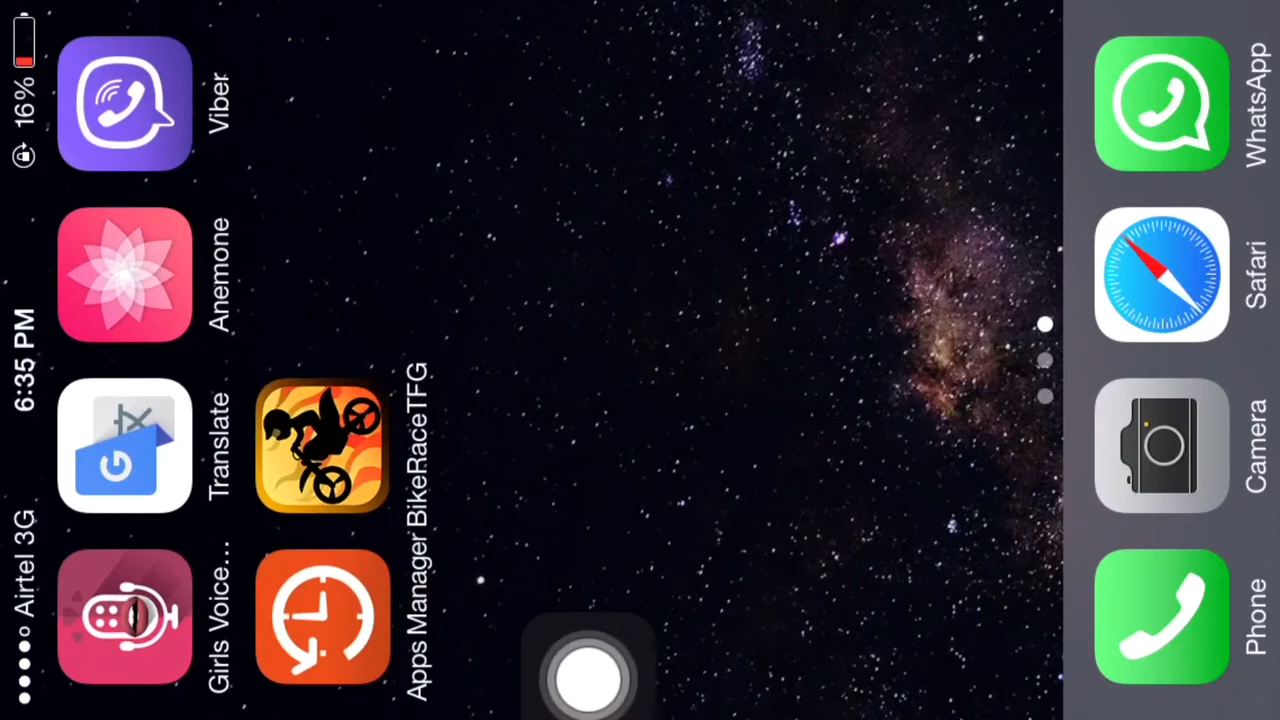 Airtel 3G 6:35 PM 16%
Girls Voice... Translate Anemone Viber
Apps Manager BikeRaceTFG
Phone Camera Safari WhatsApp